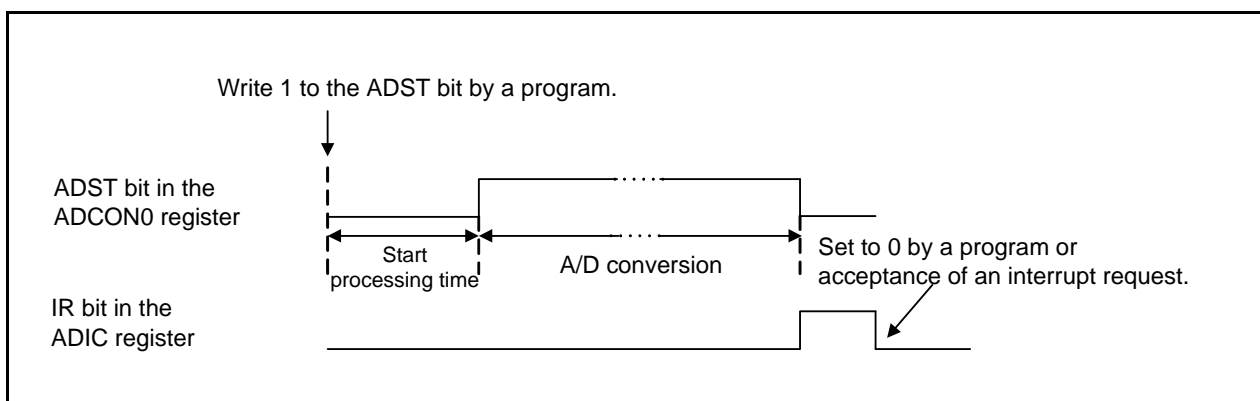 Write 1 to the ADST bit by a program.
ADST bit in the
ADCON0 register
Start
processing time
A/D conversion
Set to 0 by a program or
acceptance of an interrupt request.
IR bit in the
ADIC register